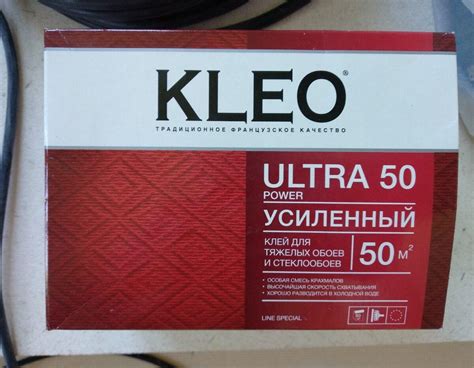 KLEO®
ТРАДИЦИОННОЕ ФРАНЦУЗСКОЕ КАЧЕСТВО
ULTRA 50
POWER
УСИЛЕННЫЙ
КЛЕЙ ДЛЯ
ТЯЖЕЛЫХ ОБОЕВ
И СТЕКЛООБОЕВ
50 м²
• ОСОБАЯ СМЕСЬ КРАХМАЛОВ
• ВЫСОЧАЙШАЯ СКОРОСТЬ СХВАТЫВАНИЯ
• ХОРОШО РАЗВОДИТСЯ В ХОЛОДНОЙ ВОДЕ
LINE SPECIAL